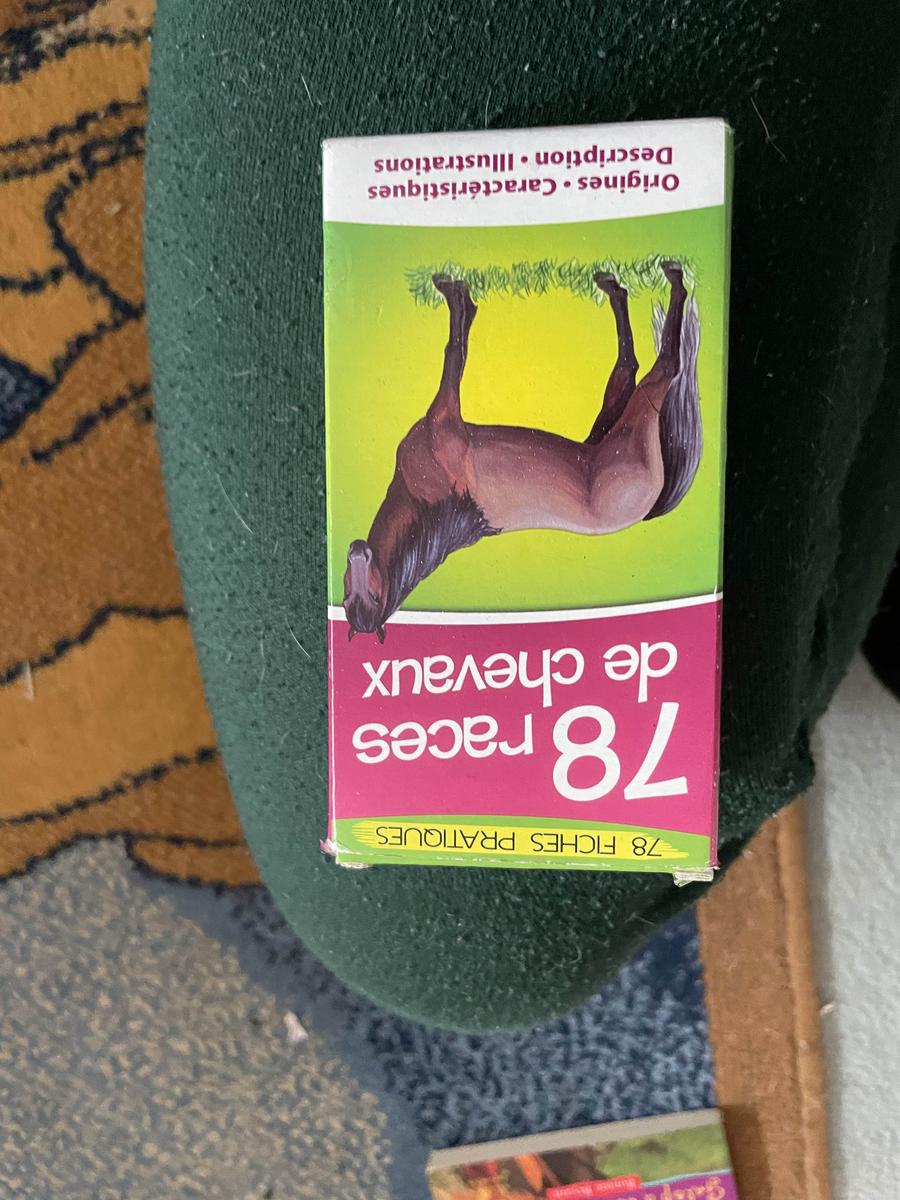 78 FICHES PRATIQUES
78 races
de chevaux
Origines • Caractéristiques
Description • Illustrations